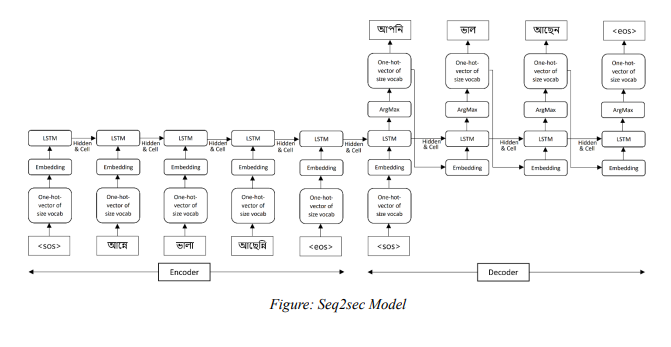 আপনি ভাল আছেন <eos>
One-hot- One-hot- One-hot- One-hot-
vector of vector of vector of vector of
size vocab size vocab size vocab size vocab
ArgMax ArgMax ArgMax ArgMax
LSTM LSTM LSTM LSTM LSTM LSTM LSTM LSTM LSTM
Hidden Hidden Hidden Hidden Hidden Hidden Hidden Hidden
& Cell & Cell & Cell & Cell & Cell & Cell & Cell & Cell
Embedding Embedding Embedding Embedding Embedding Embedding Embedding Embedding Embedding
One-hot- One-hot- One-hot- One-hot- One-hot- One-hot-
vector of vector of vector of vector of vector of vector of
size vocab size vocab size vocab size vocab size vocab size vocab
<sos> আন্নে ভালা আছেন্নি <eos> <sos>
Encoder Decoder
Figure: Seq2sec Model